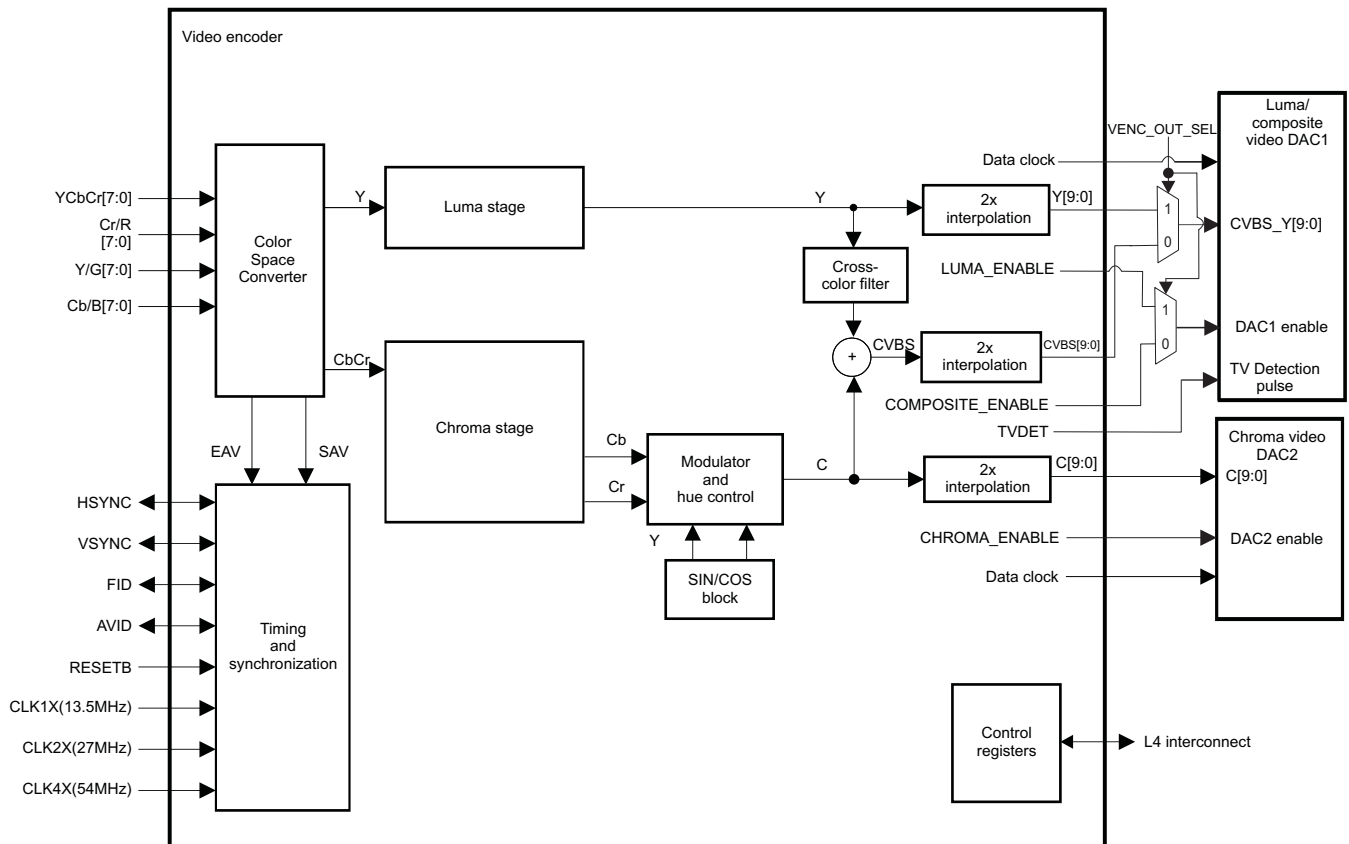 Video encoder
Luma/
composite
video DAC1
VENC_OUT_SEL
Data clock
YCbCr[7:0]
Cr/R
[7:0]
Y/G[7:0]
Cb/B[7:0]
Color
Space
Converter
Y
Luma stage
Y
2x
interpolation
Y[9:0]
1
0
CVBS_Y[9:0]
Cross-
color filter
LUMA_ENABLE
1
0
DAC1 enable
CbCr
+
CVBS
2x
interpolation
CVBS[9:0]
TV Detection
pulse
COMPOSITE_ENABLE
TVDET
Chroma stage
EAV
SAV
Cb
Cr
Modulator
and
hue control
C
2x
interpolation
C[9:0]
Chroma video
DAC2
C[9:0]
Y
SIN/COS
block
CHROMA_ENABLE
DAC2 enable
Data clock
HSYNC
VSYNC
FID
AVID
RESETB
CLK1X(13.5MHz)
CLK2X(27MHz)
CLK4X(54MHz)
Timing
and
synchronization
Control
registers
L4 interconnect